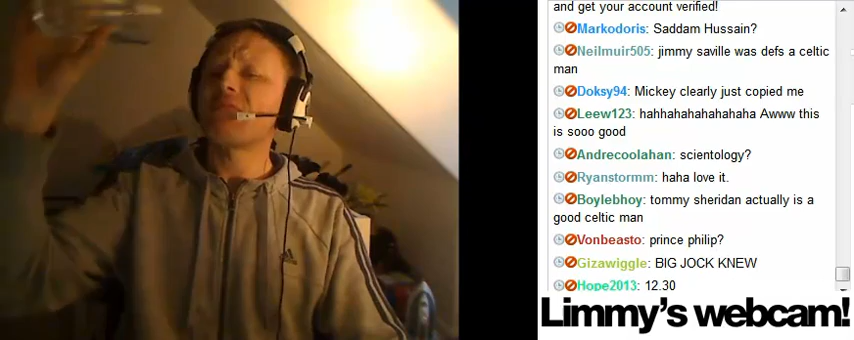 and get your account verified!
Markodoris: Saddam Hussain?
Neilmuir505: jimmy saville was defs a celtic
man
Doksy94: Mickey clearly just copied me
Leew123: hahhahahahahaha Awww this
is sooo good
Andrecoolahan: scientology?
Ryanstormm: haha love it.
Boylebhoy: tommy sheridan actually is a
good celtic man
Vonbeasto: prince philip?
Gizawiggle: BIG JOCK KNEW
Hope2013: 12.30
Limmy's webcam!